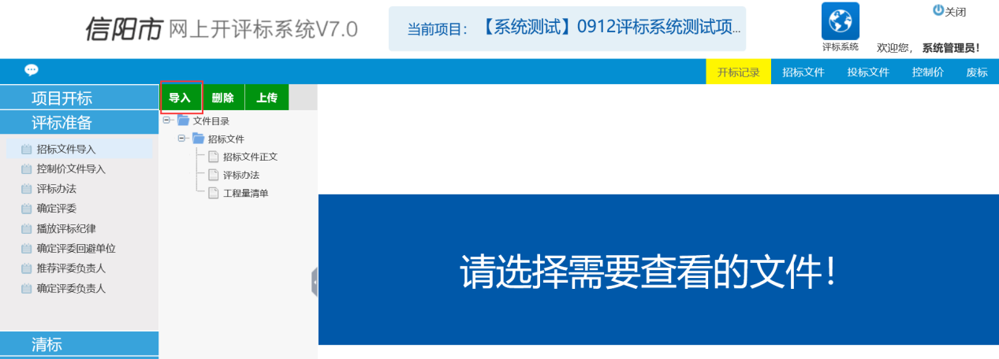 信阳市 网上开评标系统V7.0
当前项目： 【系统测试】0912评标系统测试项...
关闭
评标系统
欢迎您， 系统管理员！
开标记录 招标文件 投标文件 控制价 废标
项目开标
评标准备
招标文件导入
控制价文件导入
评标办法
确定评委
播放评标纪律
确定评委回避单位
推荐评委负责人
确定评委负责人
清标
导入 删除 上传
文件目录
招标文件
招标文件正文
评标办法
工程量清单
请选择需要查看的文件！